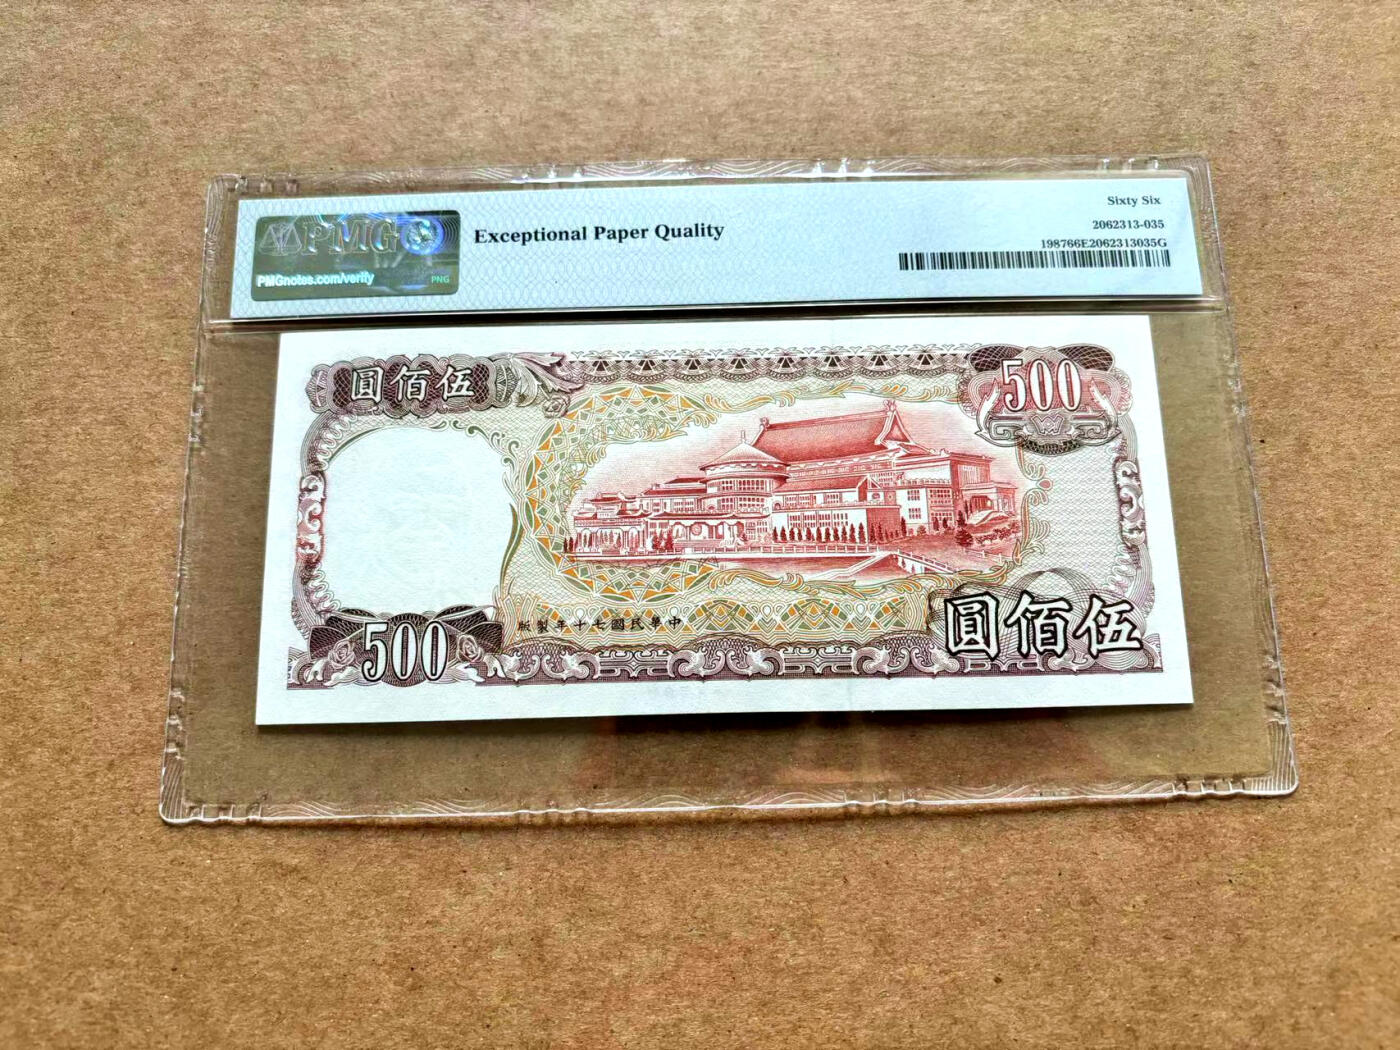 PMG
PMGnotes.com/verify
PNG
Exceptional Paper Quality
Sixty Six
2062313-035
198766E2062313035G
圓佰伍
500
500
版製年十七國民華中
圓佰伍